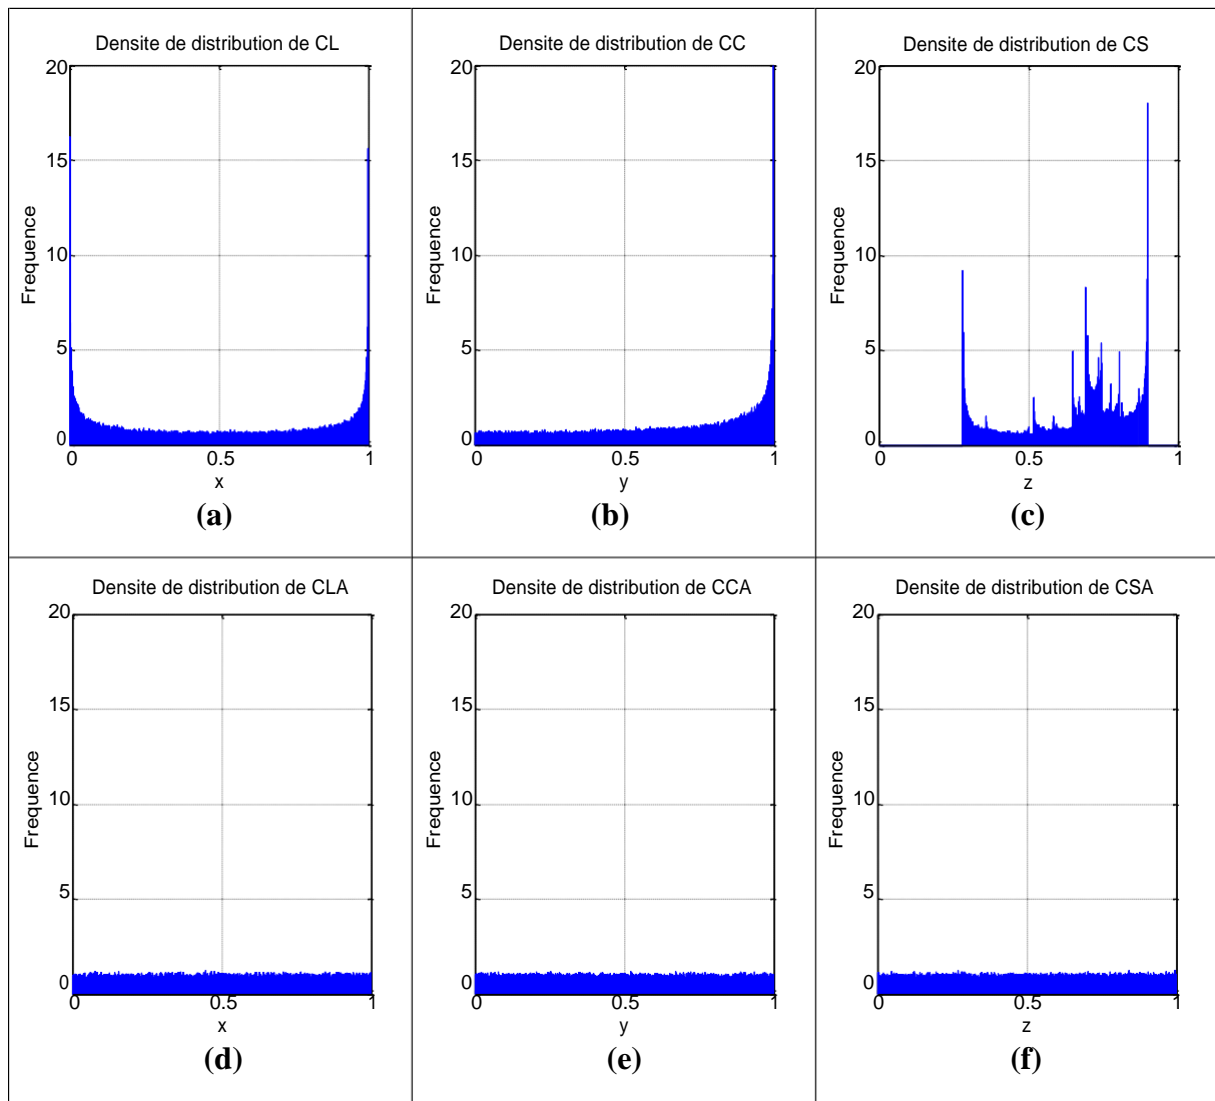 Densite de distribution de CL
20
15
10
5
0
Frequence
0 0.5 1
x
(a)
Densite de distribution de CC
20
15
10
5
0
Frequence
0 0.5 1
y
(b)
Densite de distribution de CS
20
15
10
5
0
Frequence
0 0.5 1
z
(c)
Densite de distribution de CLA
20
15
10
5
0
Frequence
0 0.5 1
x
(d)
Densite de distribution de CCA
20
15
10
5
0
Frequence
0 0.5 1
y
(e)
Densite de distribution de CSA
20
15
10
5
0
Frequence
0 0.5 1
z
(f)